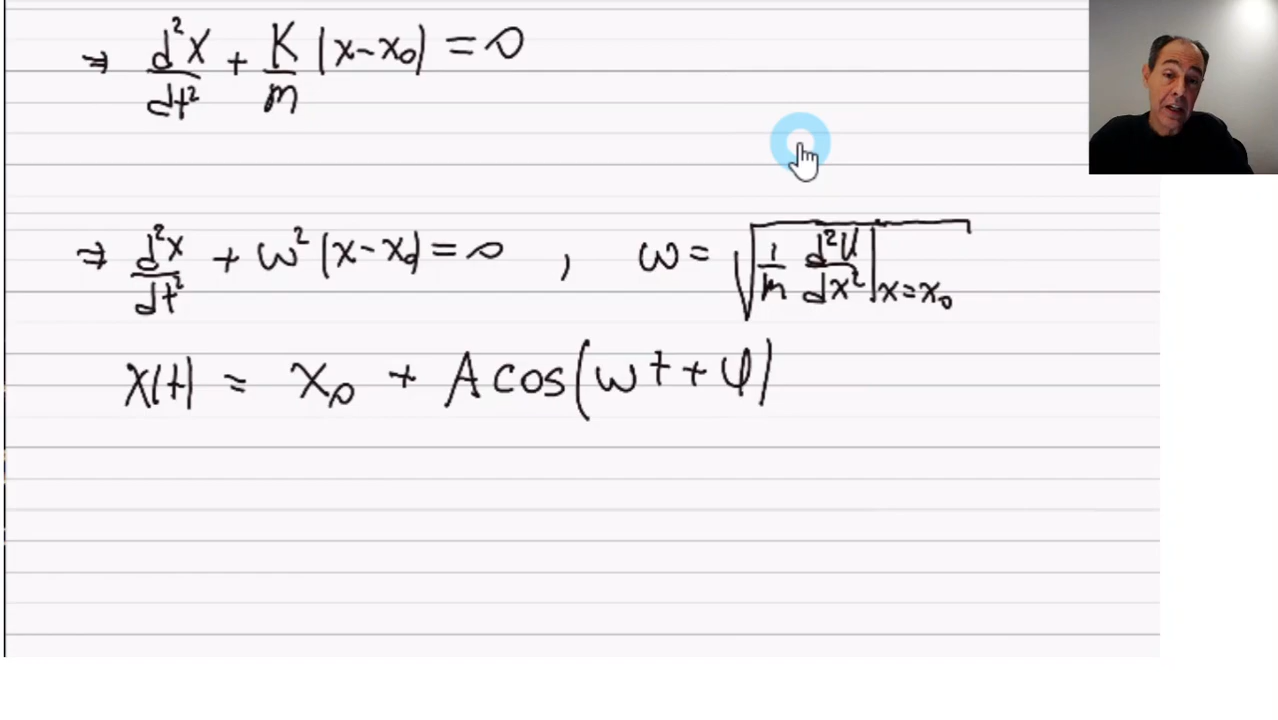 ⇒ d²x/dt² + K/m (x-x₀) = 0
⇒ d²x/dt² + ω² (x-x₀) = 0 , ω = √(1/m d²U/dx²|x=x₀)
x(t) = x₀ + A cos(ωt + φ)